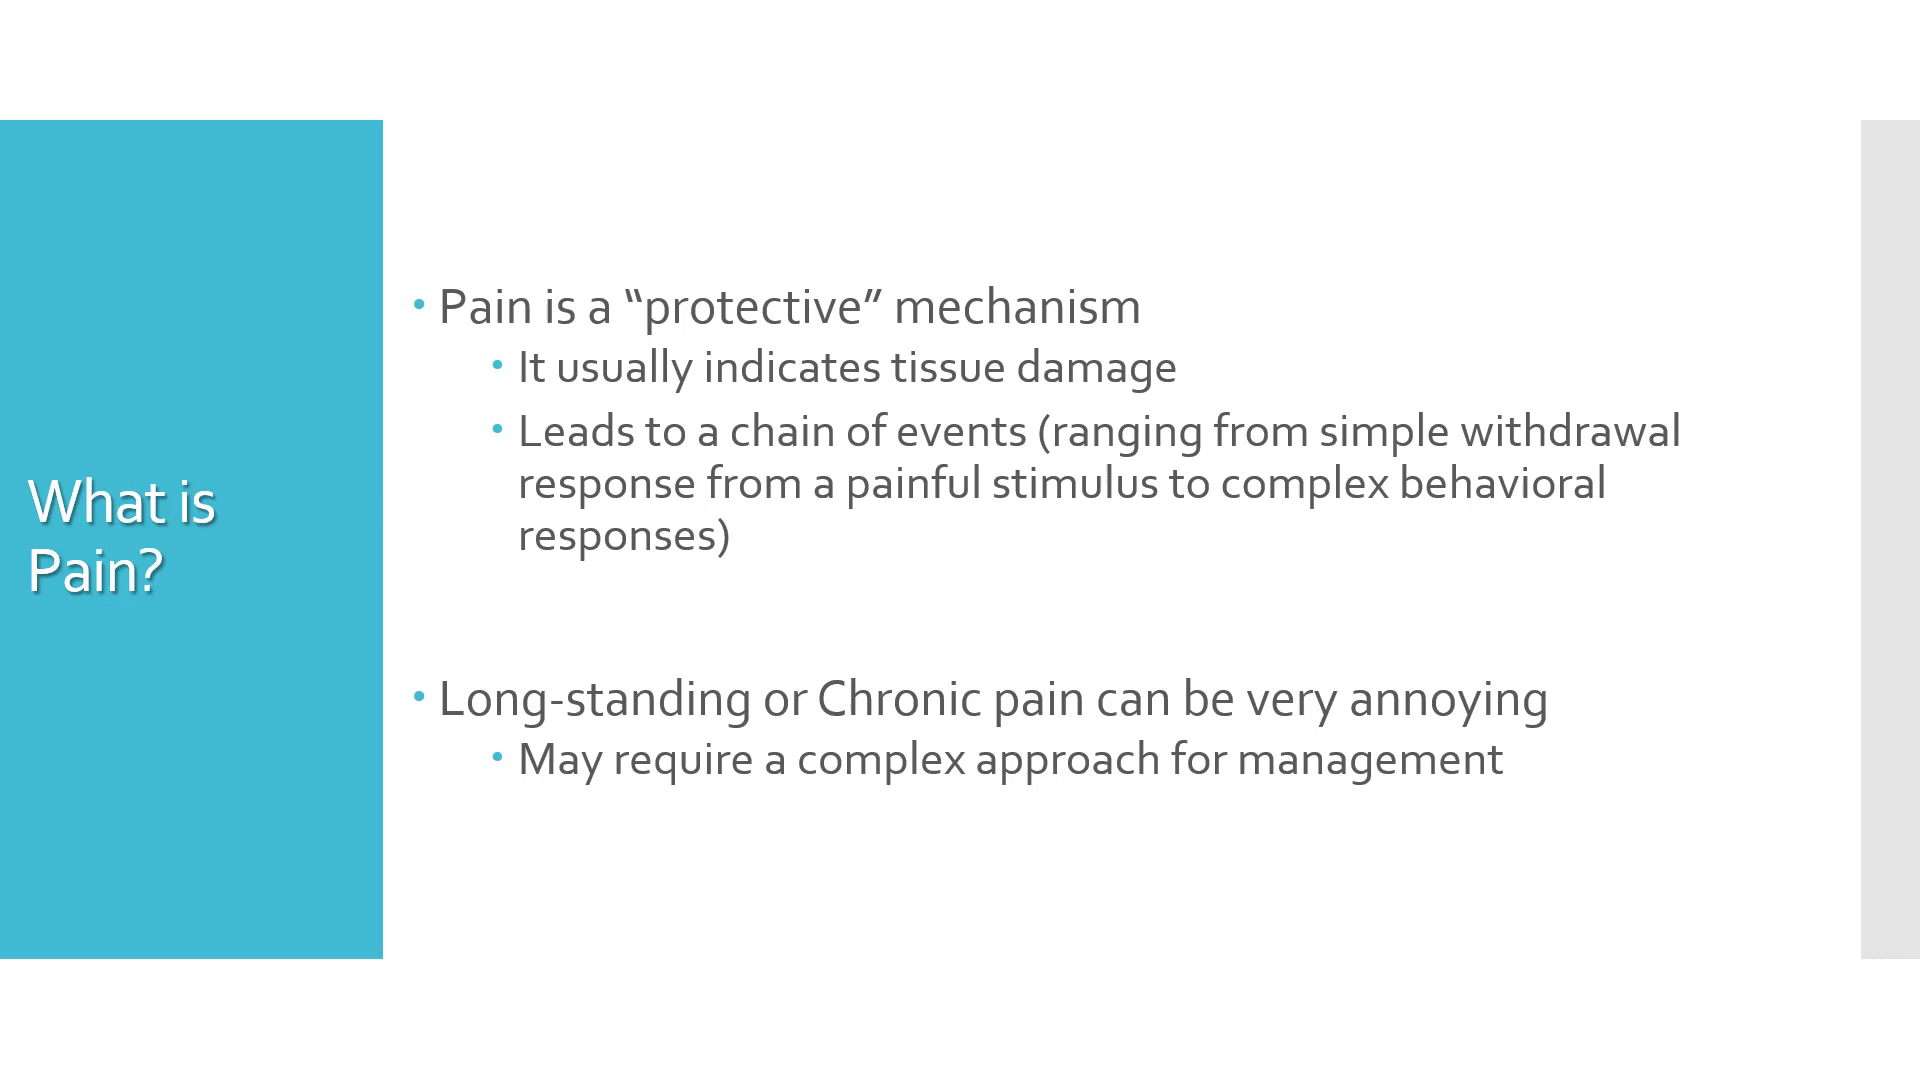 What is
Pain?
• Pain is a “protective” mechanism
• It usually indicates tissue damage
• Leads to a chain of events (ranging from simple withdrawal
response from a painful stimulus to complex behavioral
responses)
• Long-standing or Chronic pain can be very annoying
• May require a complex approach for management